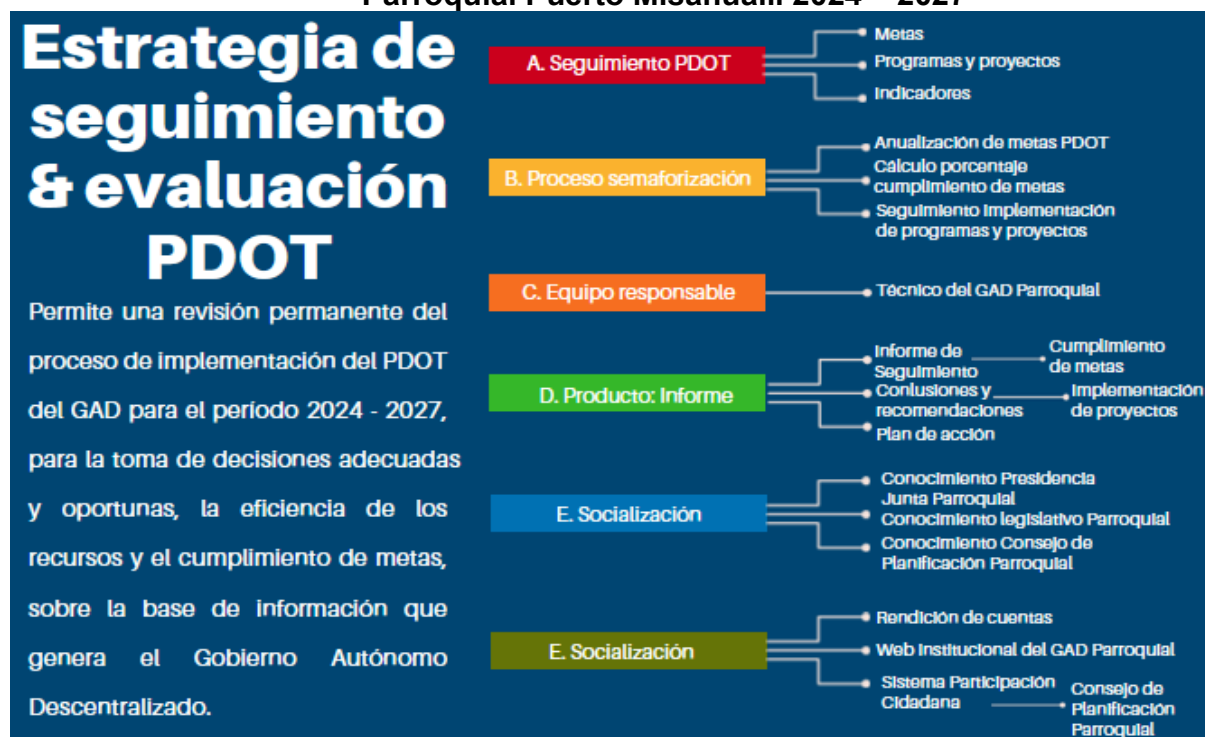 Parroquial Puerto Misahuallí 2024 – 2027
Estrategia de
seguimiento
& evaluación
PDOT
Permite una revisión permanente del
proceso de implementación del PDOT
del GAD para el período 2024 - 2027,
para la toma de decisiones adecuadas
y oportunas, la eficiencia de los
recursos y el cumplimiento de metas,
sobre la base de información que
genera el Gobierno Autónomo
Descentralizado.
A. Seguimiento PDOT
Metas
Programas y proyectos
Indicadores
B. Proceso semaforización
Anualización de metas PDOT
Cálculo porcentaje
cumplimiento de metas
Seguimiento implementación
de programas y proyectos
C. Equipo responsable
Técnico del GAD Parroquial
D. Producto: Informe
Informe de
Seguimiento
Cumplimiento
de metas
Conlusiones y
recomendaciones
Implementación
de proyectos
Plan de acción
E. Socialización
Conocimiento Presidencia
Junta Parroquial
Conocimiento legislativo Parroquial
Conocimiento Consejo de
Planificación Parroquial
E. Socialización
Rendición de cuentas
Web Institucional del GAD Parroquial
Sistema Participación
Cidadana
Consejo de
Planificación
Parroquial